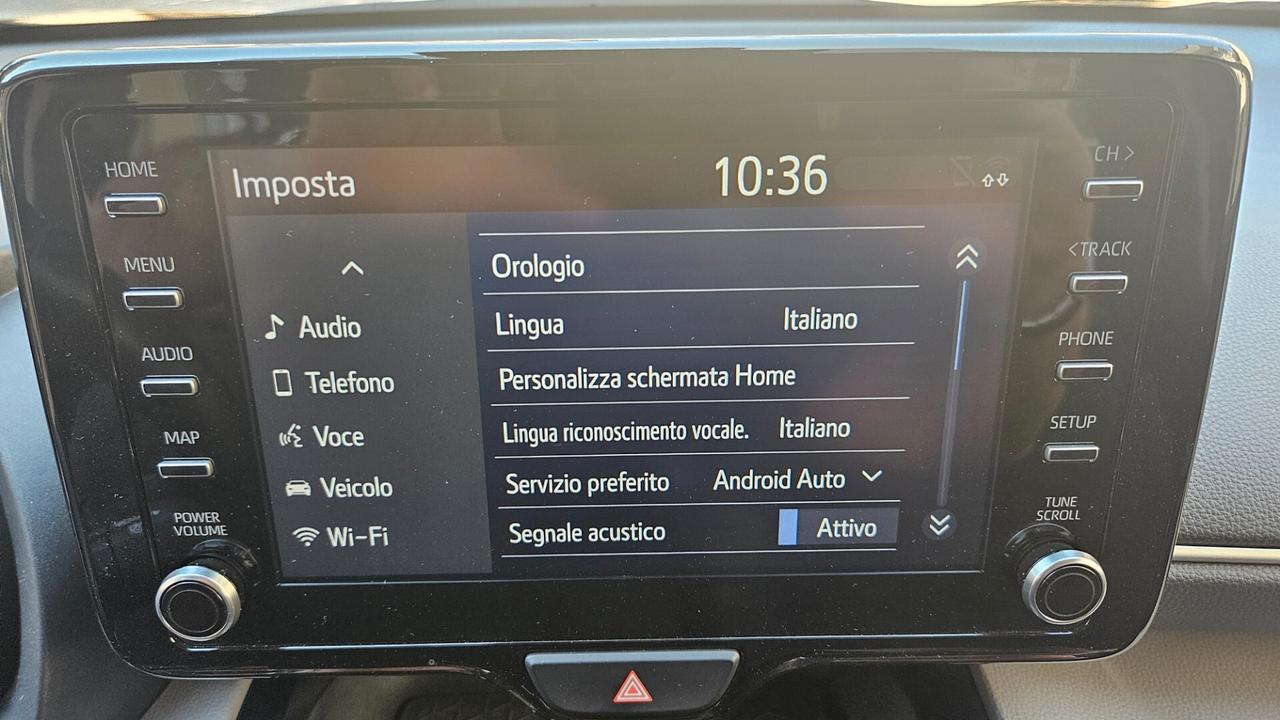 HOME
MENU
AUDIO
MAP
POWER
VOLUME
Imposta
10:36
Audio
Telefono
Voce
Veicolo
Wi-Fi
Orologio
Lingua Italiano
Personalizza schermata Home
Lingua riconoscimento vocale. Italiano
Servizio preferito Android Auto
Segnale acustico Attivo
CH >
<TRACK
PHONE
SETUP
TUNE
SCROLL